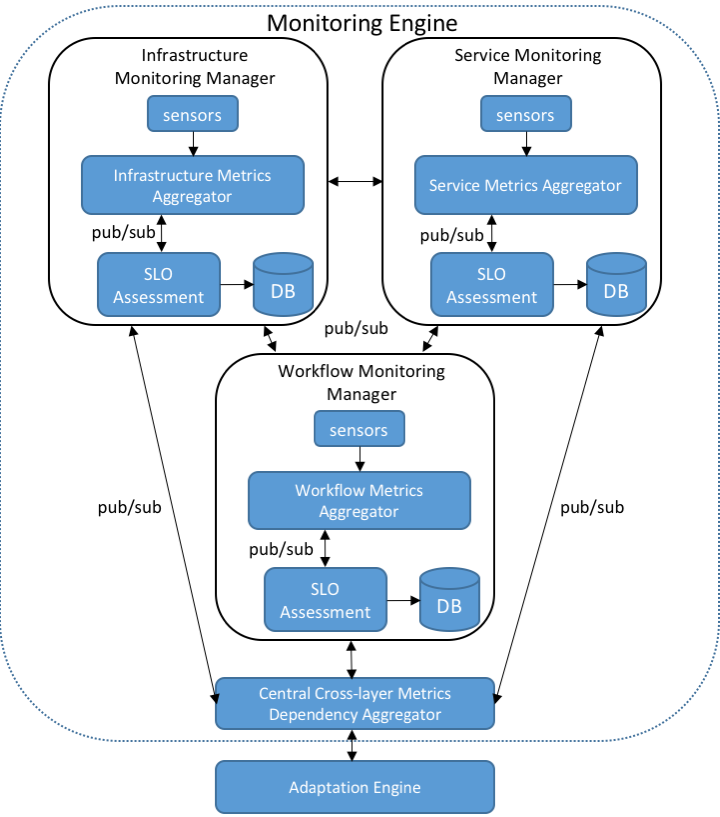 Monitoring Engine
Infrastructure
Monitoring Manager
sensors
Infrastructure Metrics
Aggregator
pub/sub
SLO
Assessment
DB
Service Monitoring
Manager
sensors
Service Metrics Aggregator
pub/sub
SLO
Assessment
DB
pub/sub
Workflow Monitoring
Manager
sensors
Workflow Metrics
Aggregator
pub/sub
SLO
Assessment
DB
pub/sub
pub/sub
Central Cross-layer Metrics
Dependency Aggregator
Adaptation Engine